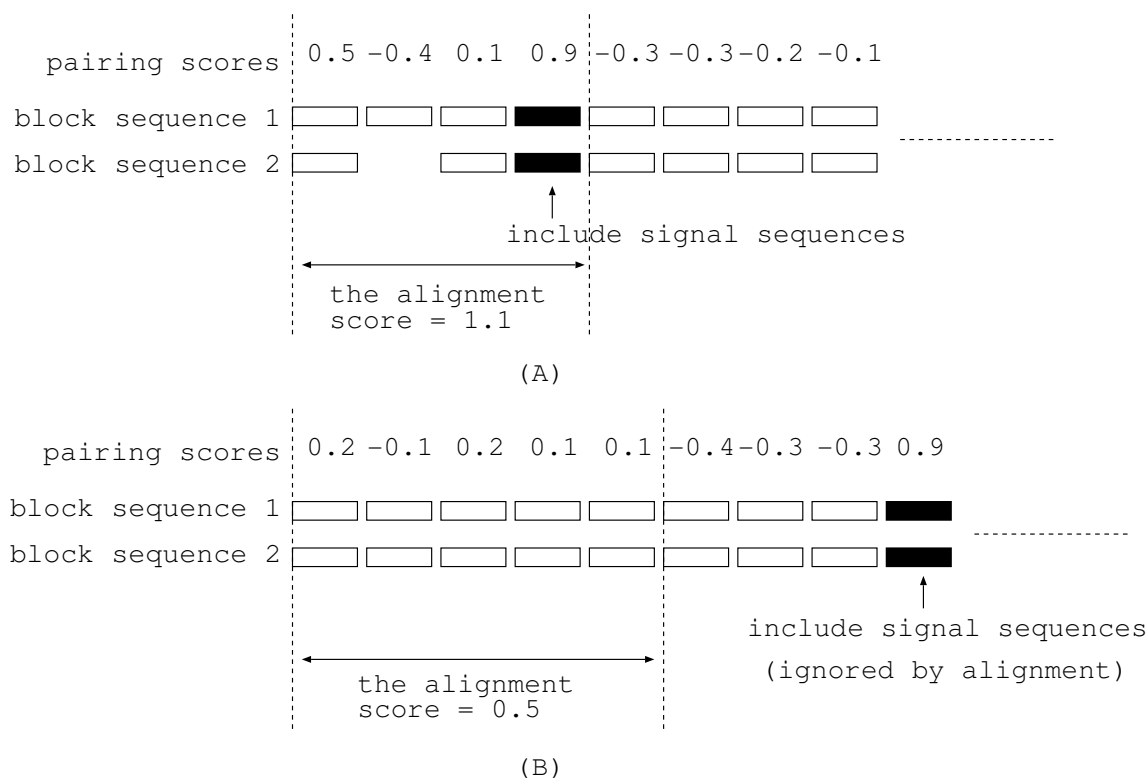 pairing scores 0.5 −0.4 0.1 0.9 −0.3 −0.3 −0.2 −0.1
block sequence 1
block sequence 2
include signal sequences
the alignment
score = 1.1
(A)
pairing scores 0.2 −0.1 0.2 0.1 0.1 −0.4 −0.3 −0.3 0.9
block sequence 1
block sequence 2
include signal sequences
(ignored by alignment)
the alignment
score = 0.5
(B)